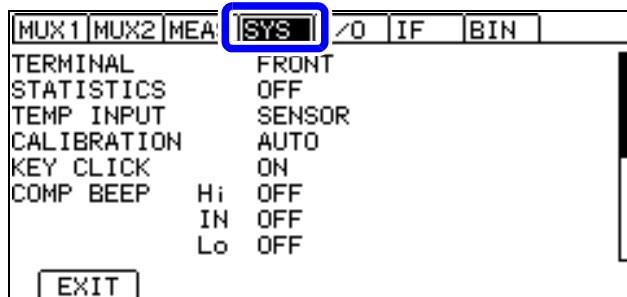 MUX1 MUX2 MEA SYS /O IF BIN
TERMINAL FRONT
STATISTICS OFF
TEMP INPUT SENSOR
CALIBRATION AUTO
KEY CLICK ON
COMP BEEP Hi OFF
IN OFF
Lo OFF
EXIT